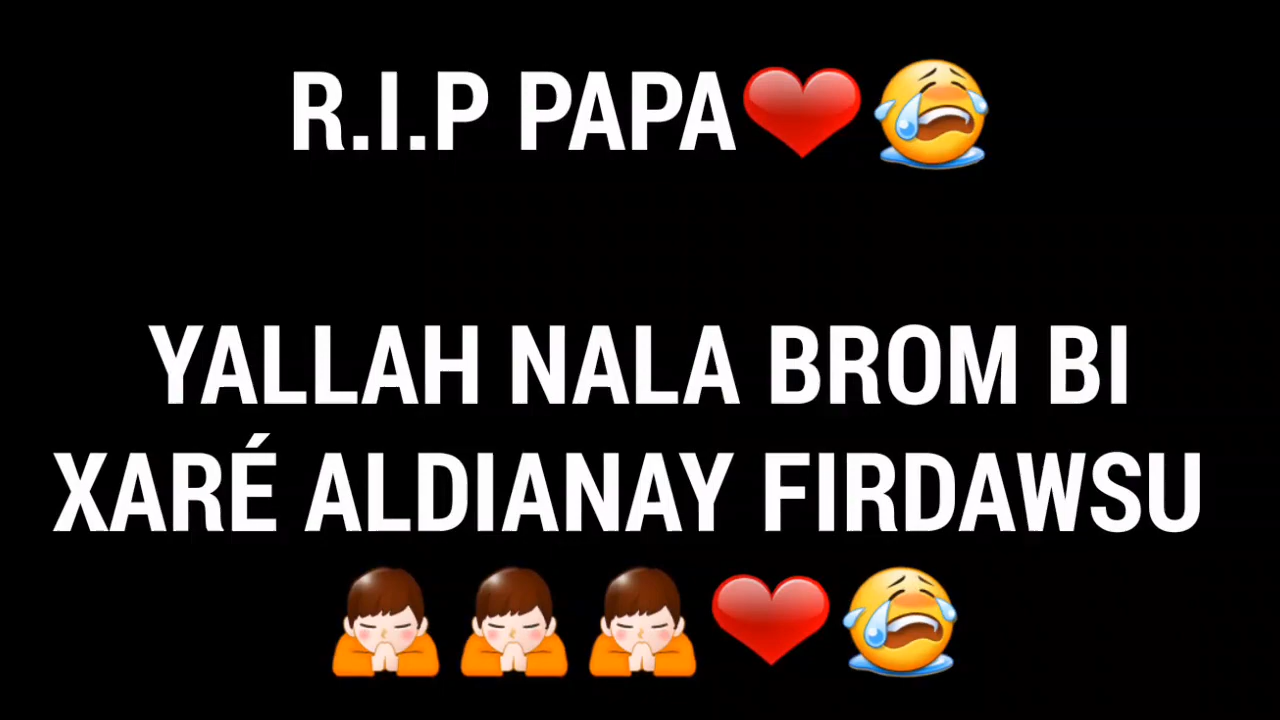 R.I.P PAPA❤️😭
YALLAH NALA BROM BI
XARÉ ALDIANAY FIRDAWSU
🙏🙏🙏❤️😭